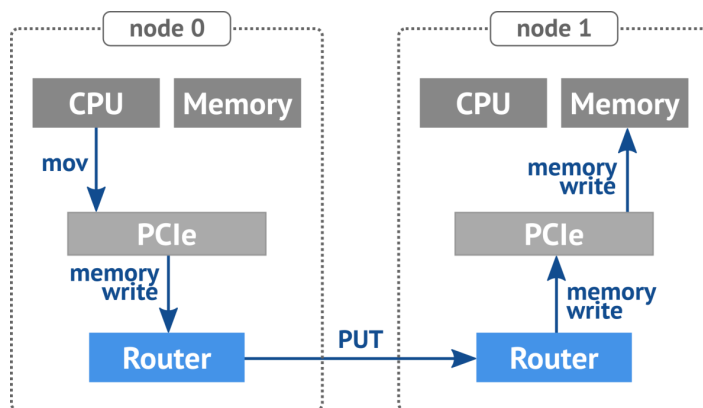 node 0
node 1
CPU
Memory
CPU
Memory
mov
memory
write
PCIe
PCIe
memory
write
memory
write
Router
PUT
Router